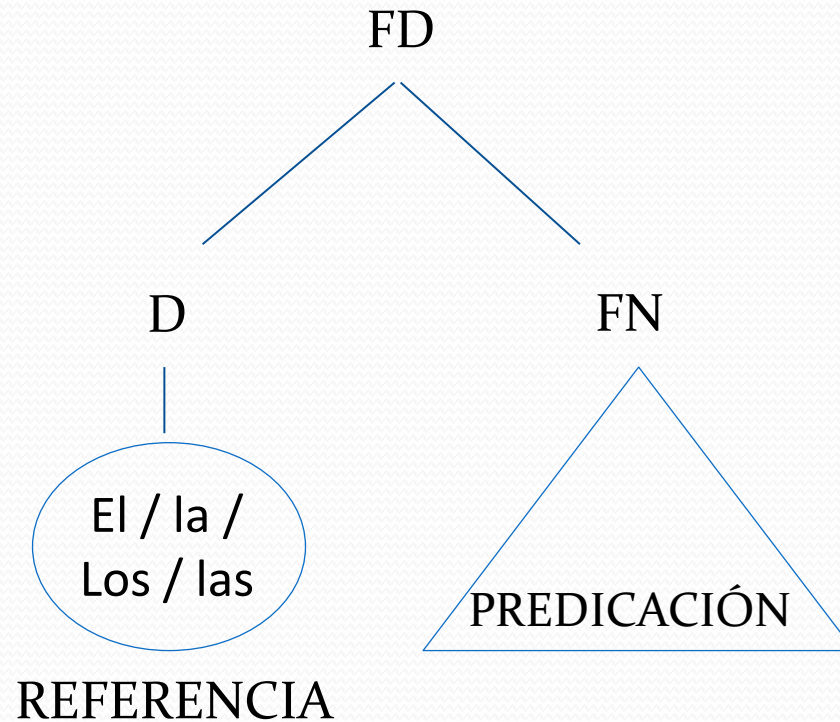 FD
D
FN
El / la /
Los / las
PREDICACIÓN
REFERENCIA